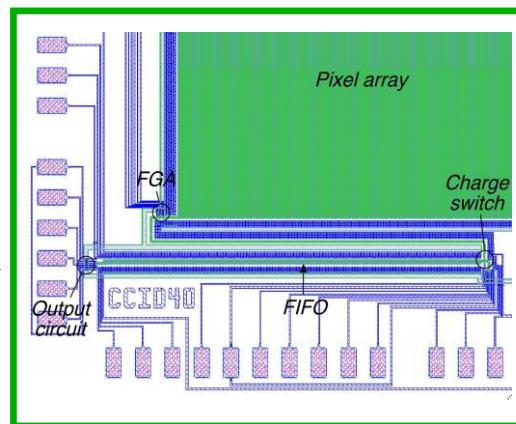 Pixel array
FGA
Charge
switch
Output
circuit
CCID40
FIFO